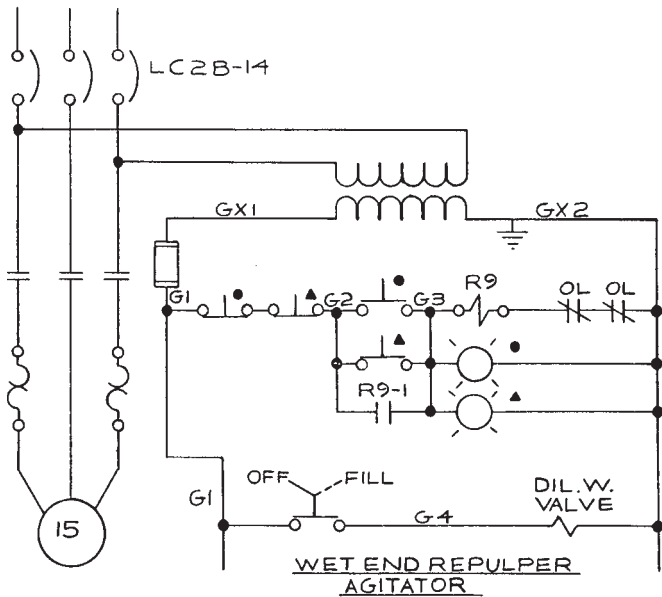 LC2B-14
GX1
GX2
G1
G2
G3
R9
OL
OL
R9-1
G1
OFF
FILL
G4
DIL.W.
VALVE
15
WET END REPULPER
AGITATOR